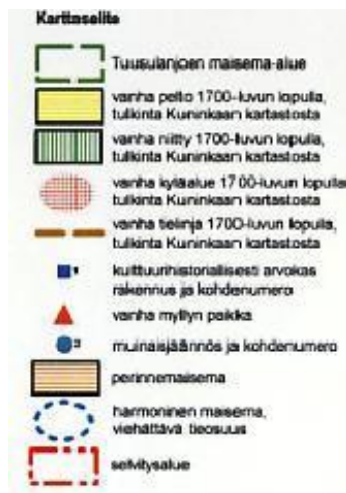 Karttaselite
Tuusulanjoen maisema-alue
vanha pelto 1700-luvun lopulla,
tulkinta Kuninkaan kartastosta
vanha niitty 1700-luvun lopulla,
tulkinta Kuninkaan kartastosta
vanha kyläalue 1700-luvun lopulla
tulkinta Kuninkaan kartastosta
vanha tielinja 1700-luvun lopulla,
tulkinta Kuninkaan kartastosta
1 kulttuurihistoriallisesti arvokas
rakennus ja kohdenumero
vanha myllyn paikka
2 muinaisjäännös ja kohdenumero
perinnemaisema
harmoninen maisema,
viehättävä tieosuus
selvitysalue